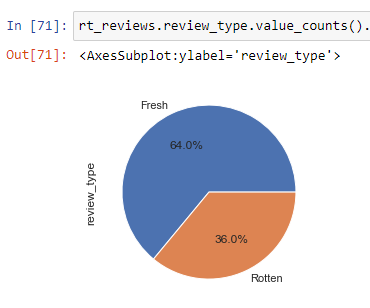 In [71]: rt_reviews.review_type.value_counts().
Out[71]: <AxesSubplot:ylabel='review_type'>
Fresh
64.0%
review_type
36.0%
Rotten